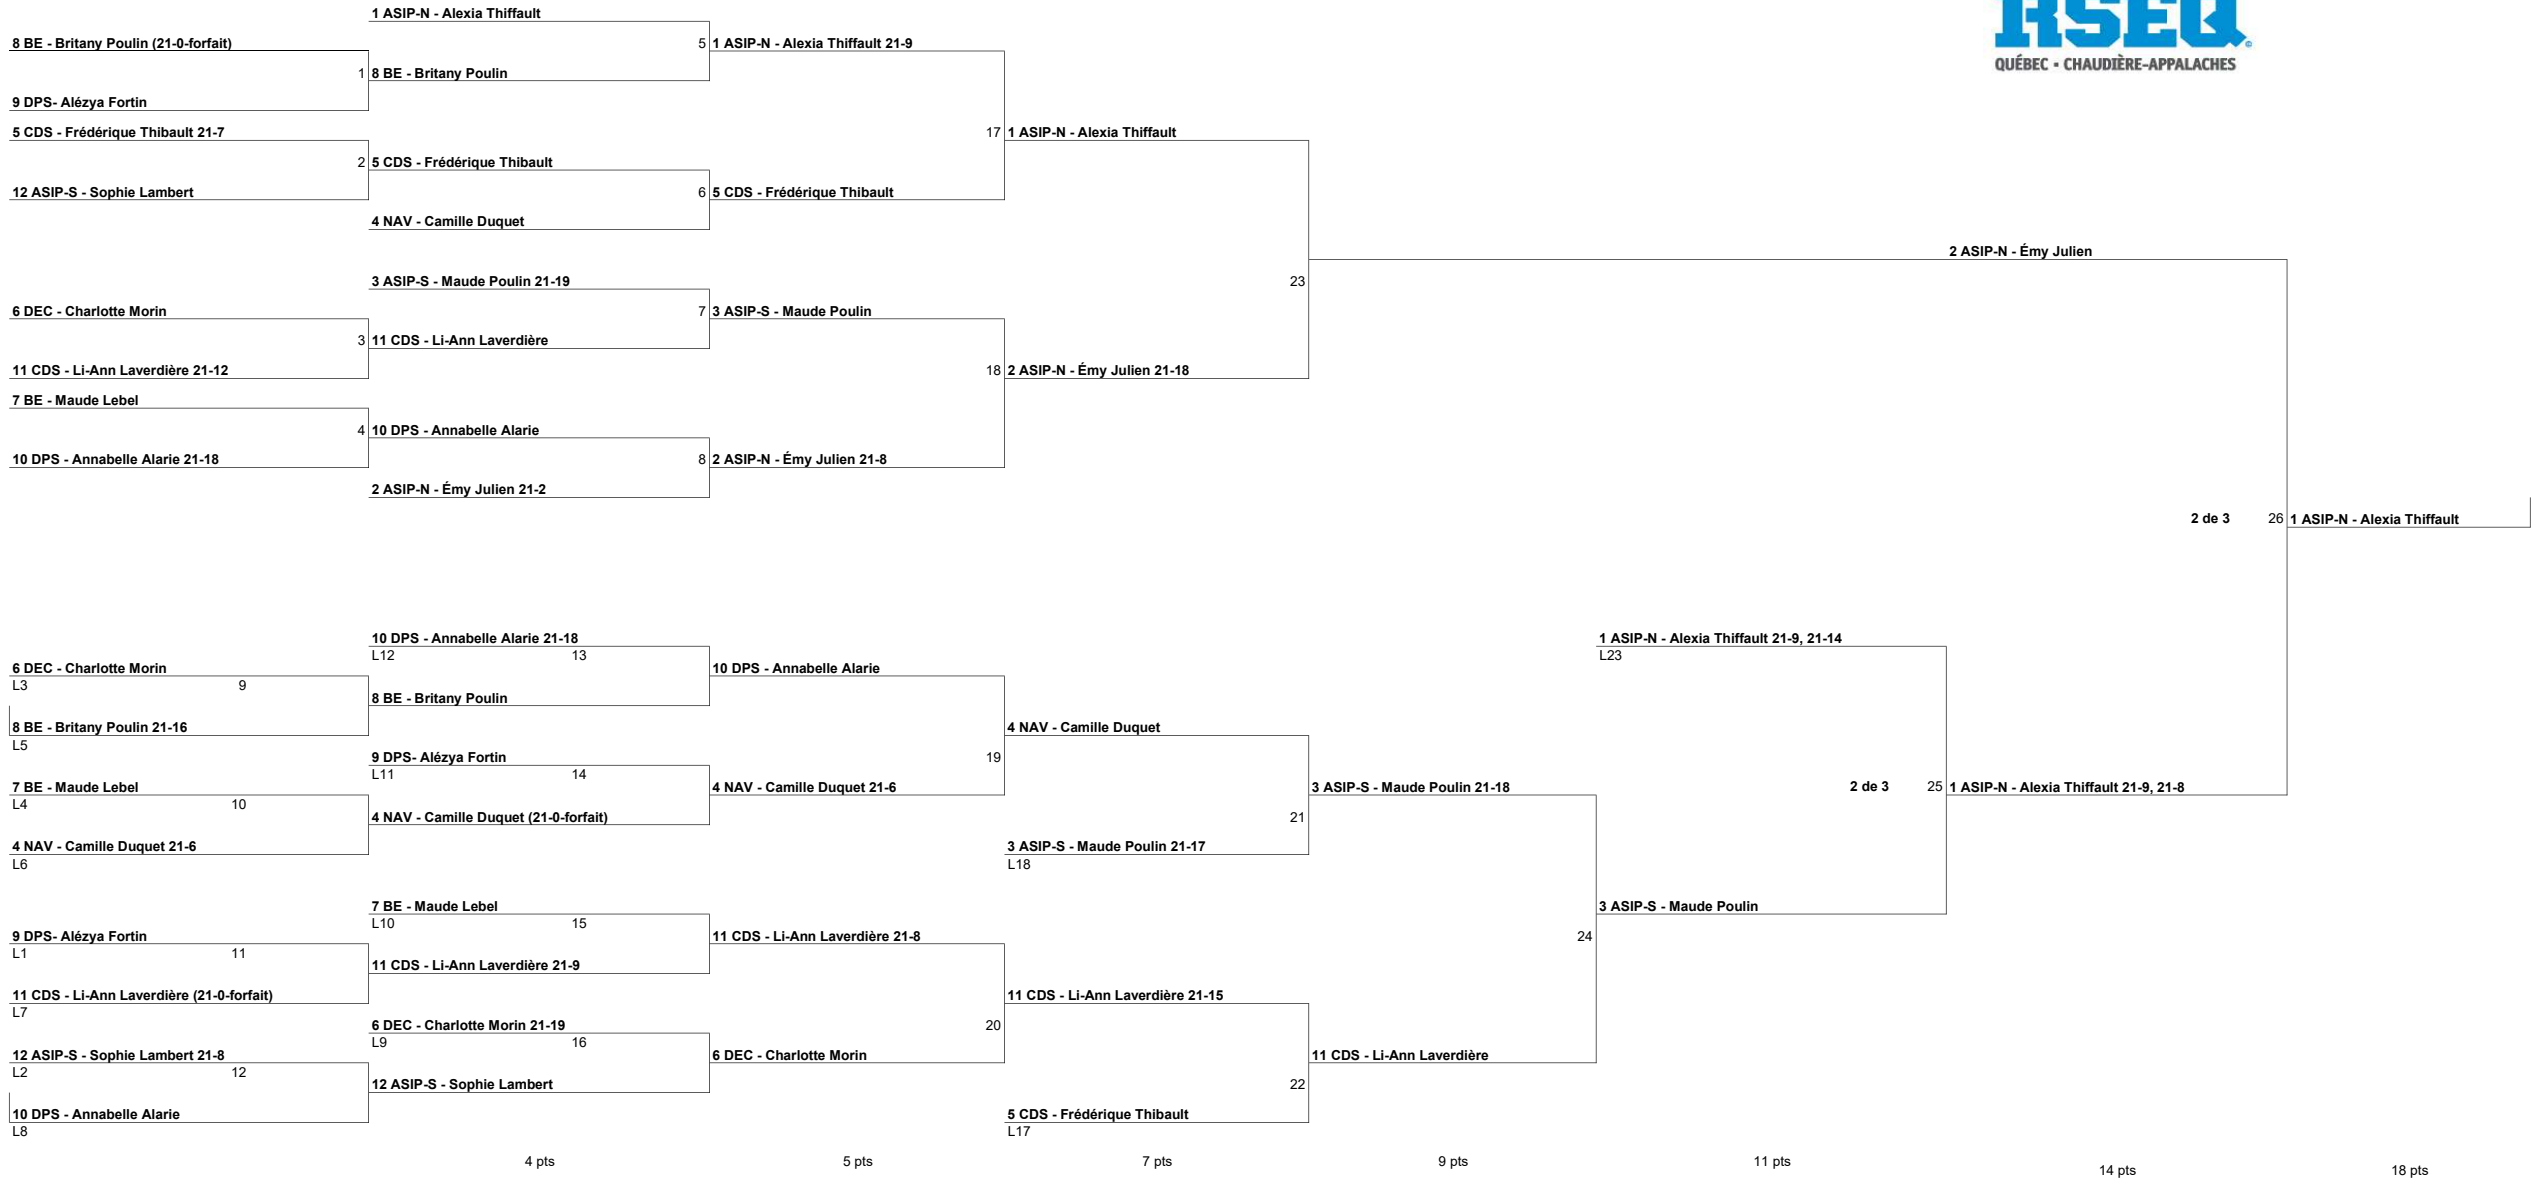 1 ASIP-N - Alexia Thiffault
RSEQ
QUÉBEC - CHAUDIÈRE-APPALACHES
8 BE - Britany Poulin (21-0-forfait)
5 1 ASIP-N - Alexia Thiffault 21-9
1 8 BE - Britany Poulin
9 DPS- Alézya Fortin
5 CDS - Frédérique Thibault 21-7
17 1 ASIP-N - Alexia Thiffault
2 5 CDS - Frédérique Thibault
12 ASIP-S - Sophie Lambert
6 5 CDS - Frédérique Thibault
4 NAV - Camille Duquet
2 ASIP-N - Émy Julien
3 ASIP-S - Maude Poulin 21-19
23
6 DEC - Charlotte Morin
7 3 ASIP-S - Maude Poulin
3 11 CDS - Li-Ann Laverdière
11 CDS - Li-Ann Laverdière 21-12
18 2 ASIP-N - Émy Julien 21-18
7 BE - Maude Lebel
4 10 DPS - Annabelle Alarie
10 DPS - Annabelle Alarie 21-18
8 2 ASIP-N - Émy Julien 21-8
2 ASIP-N - Émy Julien 21-2
2 de 3 26 1 ASIP-N - Alexia Thiffault
10 DPS - Annabelle Alarie 21-18
1 ASIP-N - Alexia Thiffault 21-9, 21-14
L12 13
L23
6 DEC - Charlotte Morin
10 DPS - Annabelle Alarie
L3 9
8 BE - Britany Poulin
8 BE - Britany Poulin 21-16
4 NAV - Camille Duquet
L5
9 DPS- Alézya Fortin
19
L11 14
7 BE - Maude Lebel
4 NAV - Camille Duquet 21-6
3 ASIP-S - Maude Poulin 21-18
2 de 3 25 1 ASIP-N - Alexia Thiffault 21-9, 21-8
L4 10
4 NAV - Camille Duquet (21-0-forfait)
21
4 NAV - Camille Duquet 21-6
3 ASIP-S - Maude Poulin 21-17
L6
L18
7 BE - Maude Lebel
3 ASIP-S - Maude Poulin
L10 15
9 DPS- Alézya Fortin
11 CDS - Li-Ann Laverdière 21-8
24
L1 11
11 CDS - Li-Ann Laverdière 21-9
11 CDS - Li-Ann Laverdière (21-0-forfait)
11 CDS - Li-Ann Laverdière 21-15
L7
6 DEC - Charlotte Morin 21-19
20
L9 16
12 ASIP-S - Sophie Lambert 21-8
6 DEC - Charlotte Morin
11 CDS - Li-Ann Laverdière
L2 12
12 ASIP-S - Sophie Lambert
22
10 DPS - Annabelle Alarie
5 CDS - Frédérique Thibault
L8
L17
4 pts 5 pts 7 pts 9 pts 11 pts 14 pts 18 pts